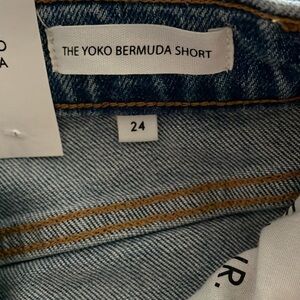 THE YOKO BERMUDA SHORT
24
R.